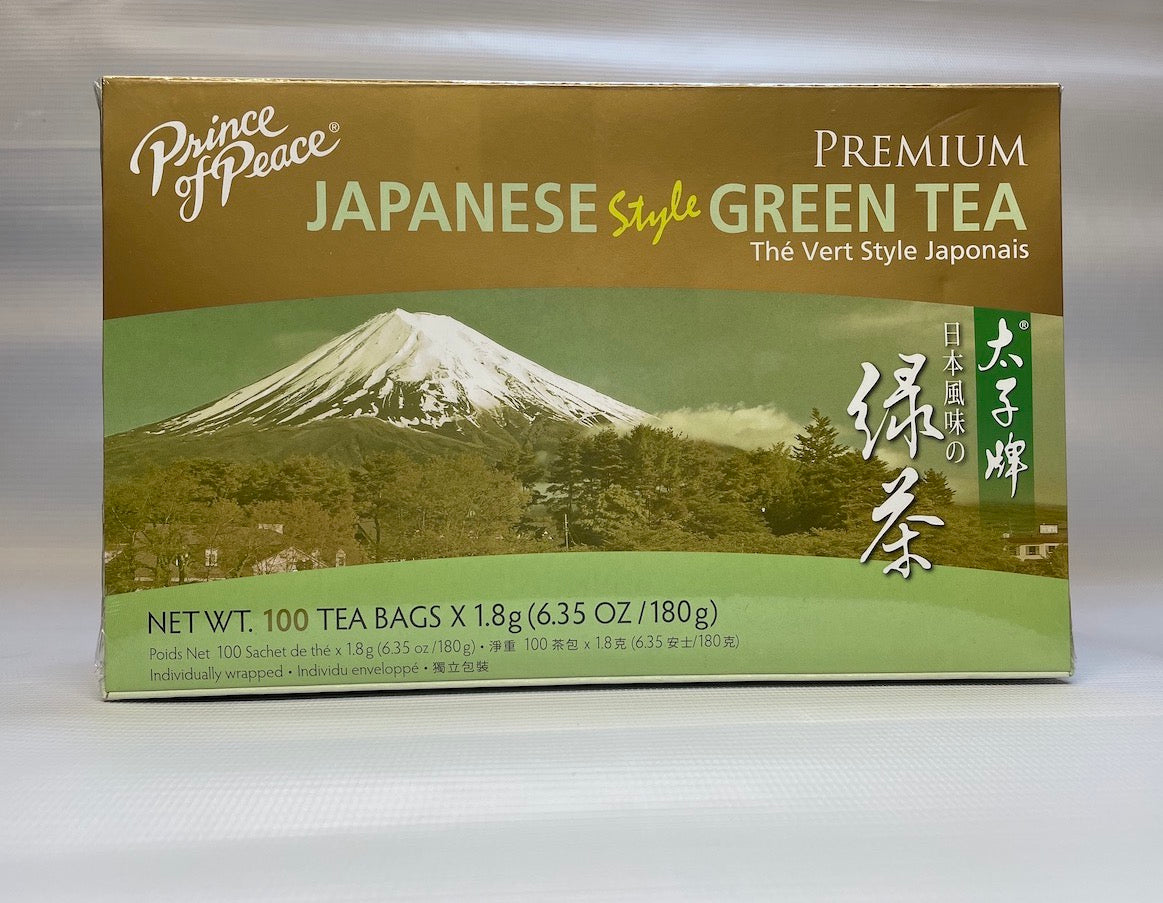 Prince
of Peace®
PREMIUM
JAPANESE Style GREEN TEA
Thé Vert Style Japonais
太子牌®
日本風味の
緑茶
NET WT. 100 TEA BAGS X 1.8g (6.35 OZ /180g)
Poids Net 100 Sachet de thé x 1.8g (6.35 oz/180g) • 淨重 100 茶包 x 1.8克 (6.35 安士/180克)
Individually wrapped • Individu enveloppé • 獨立包裝